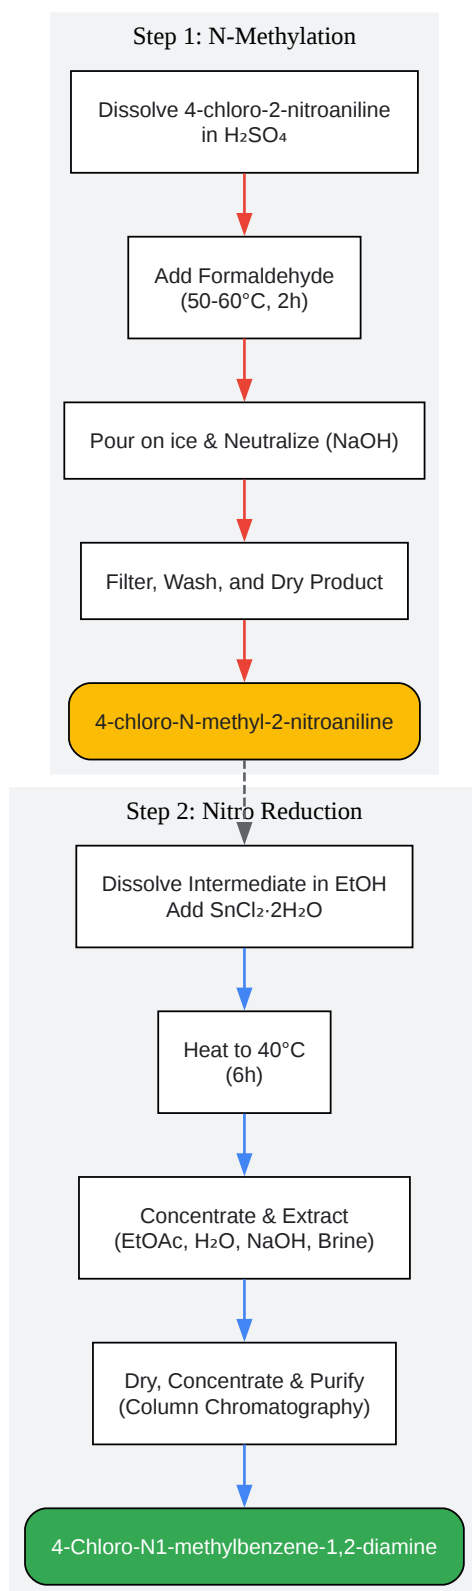 Step 1: N-Methylation
Dissolve 4-chloro-2-nitroaniline
in H₂SO₄
Add Formaldehyde
(50-60°C, 2h)
Pour on ice & Neutralize (NaOH)
Filter, Wash, and Dry Product
4-chloro-N-methyl-2-nitroaniline
Step 2: Nitro Reduction
Dissolve Intermediate in EtOH
Add SnCl₂·2H₂O
Heat to 40°C
(6h)
Concentrate & Extract
(EtOAc, H₂O, NaOH, Brine)
Dry, Concentrate & Purify
(Column Chromatography)
4-Chloro-N1-methylbenzene-1,2-diamine